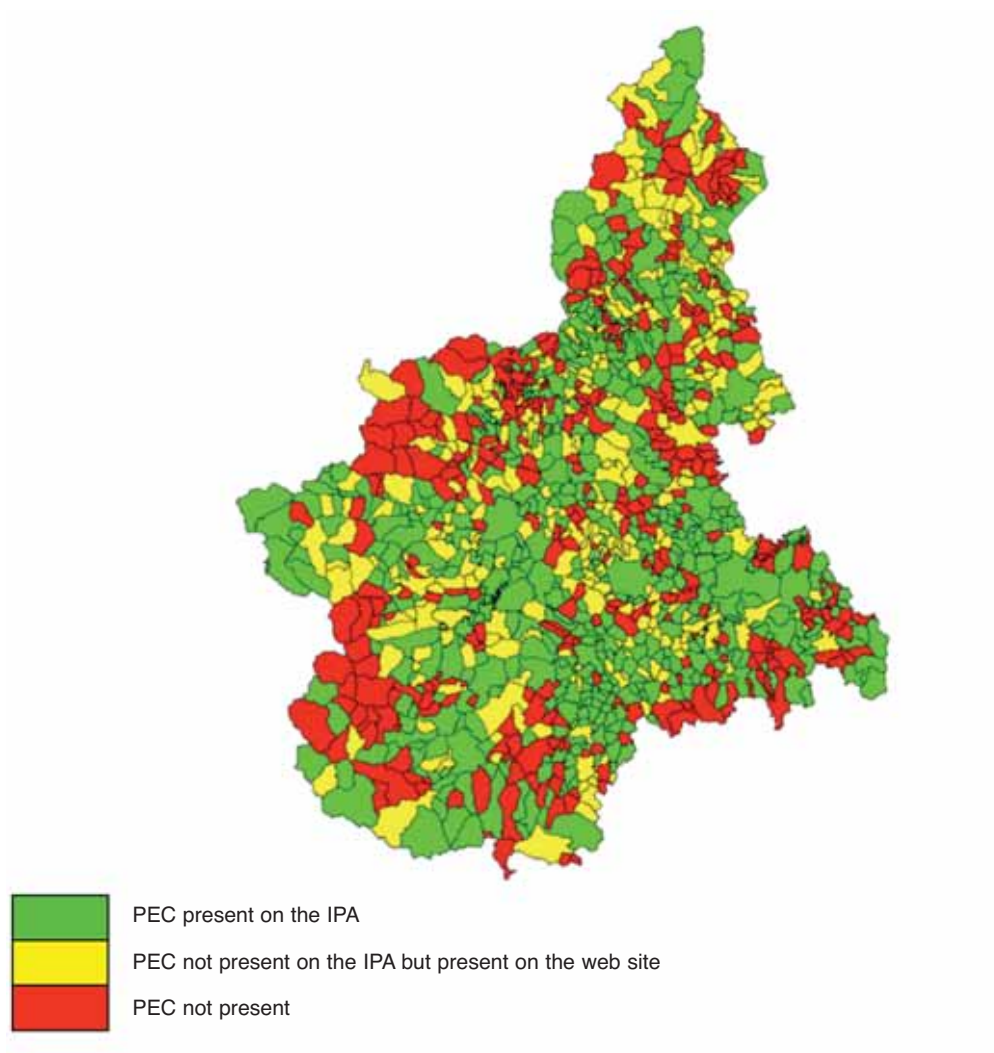 PEC present on the IPA
PEC not present on the IPA but present on the web site
PEC not present